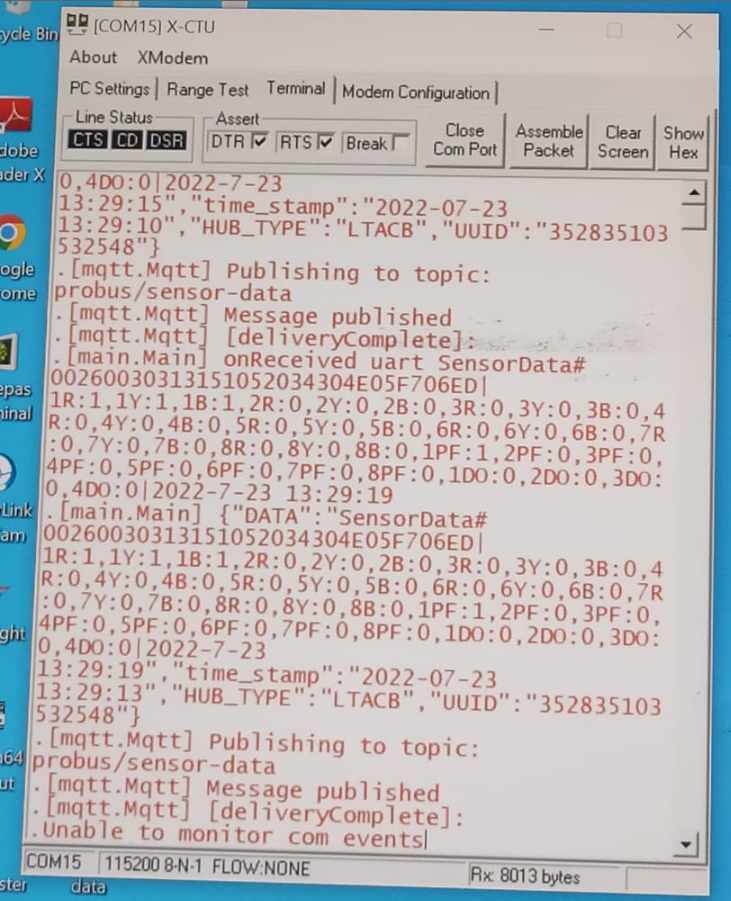 ycle Bin
[COM15] X-CTU
About XModem
PC Settings Range Test Terminal Modem Configuration
Line Status
CTS CD DSR
Assert
DTR RTS Break
Close Com Port
Assemble Packet
Clear Screen
Show Hex
dobe
ader X
ogle
ome
epas
minal
Link
am
ght
n64
ut
ster
data
0,4DO:0|2022-7-23
13:29:15","time_stamp":"2022-07-23
13:29:10","HUB_TYPE":"LTACB","UUID":"352835103
532548"}
.[mqtt.Mqtt] Publishing to topic:
probus/sensor-data
.[mqtt.Mqtt] Message published
.[mqtt.Mqtt] [deliveryComplete]:
.[main.Main] onReceived uart SensorData#
002600303131510520343​04E05F706ED|
1R:1,1Y:1,1B:1,2R:0,2Y:0,2B:0,3R:0,3Y:0,3B:0,4
R:0,4Y:0,4B:0,5R:0,5Y:0,5B:0,6R:0,6Y:0,6B:0,7R
:0,7Y:0,7B:0,8R:0,8Y:0,8B:0,1PF:1,2PF:0,3PF:0,
4PF:0,5PF:0,6PF:0,7PF:0,8PF:0,1DO:0,2DO:0,3DO:
0,4DO:0|2022-7-23 13:29:19
.[main.Main] {"DATA":"SensorData#
00260030313151052034304E05F706ED|
1R:1,1Y:1,1B:1,2R:0,2Y:0,2B:0,3R:0,3Y:0,3B:0,4
R:0,4Y:0,4B:0,5R:0,5Y:0,5B:0,6R:0,6Y:0,6B:0,7R
:0,7Y:0,7B:0,8R:0,8Y:0,8B:0,1PF:1,2PF:0,3PF:0,
4PF:0,5PF:0,6PF:0,7PF:0,8PF:0,1DO:0,2DO:0,3DO:
0,4DO:0|2022-7-23
13:29:19","time_stamp":"2022-07-23
13:29:13","HUB_TYPE":"LTACB","UUID":"352835103
532548"}
.[mqtt.Mqtt] Publishing to topic:
probus/sensor-data
.[mqtt.Mqtt] Message published
.[mqtt.Mqtt] [deliveryComplete]:
.Unable to monitor com events
COM15 115200 8-N-1 FLOW:NONE Rx: 8013 bytes